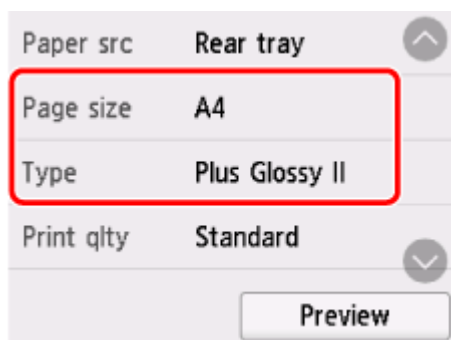 Paper src Rear tray
Page size A4
Type Plus Glossy II
Print qlty Standard
Preview